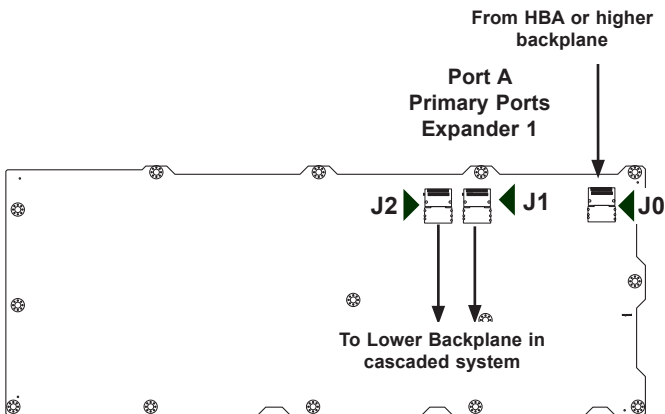 From HBA or higher
backplane
Port A
Primary Ports
Expander 1
J2
J1
J0
To Lower Backplane in
cascaded system